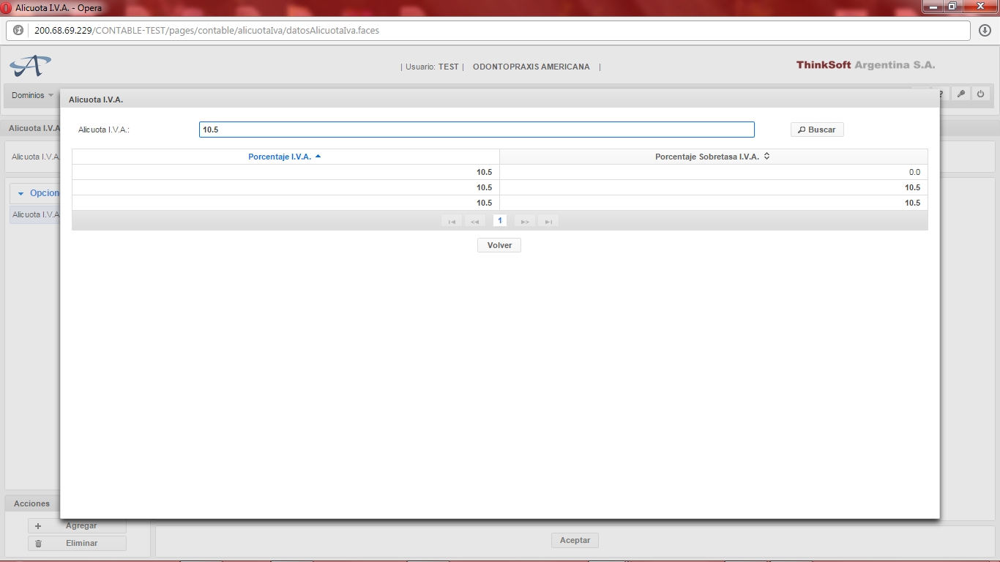 Alicuota I.V.A. - Opera
200.68.69.229/CONTABLE-TEST/pages/contable/alicuotaIva/datosAlicuotaIva.faces
| Usuario: TEST | ODONTOPRAXIS AMERICANA |
ThinkSoft Argentina S.A.
Dominios
?
Alicuota I.V.A.
Alicuota I.V.A
Alicuota I.V.A.:
10.5
Buscar
Alicuota I.V.A.
Porcentaje I.V.A.
Porcentaje Sobretasa I.V.A.
10.5 0.0
10.5 10.5
10.5 10.5
Opcion
Alicuota I.V.A
1
Volver
Acciones
Agregar
Eliminar
Aceptar